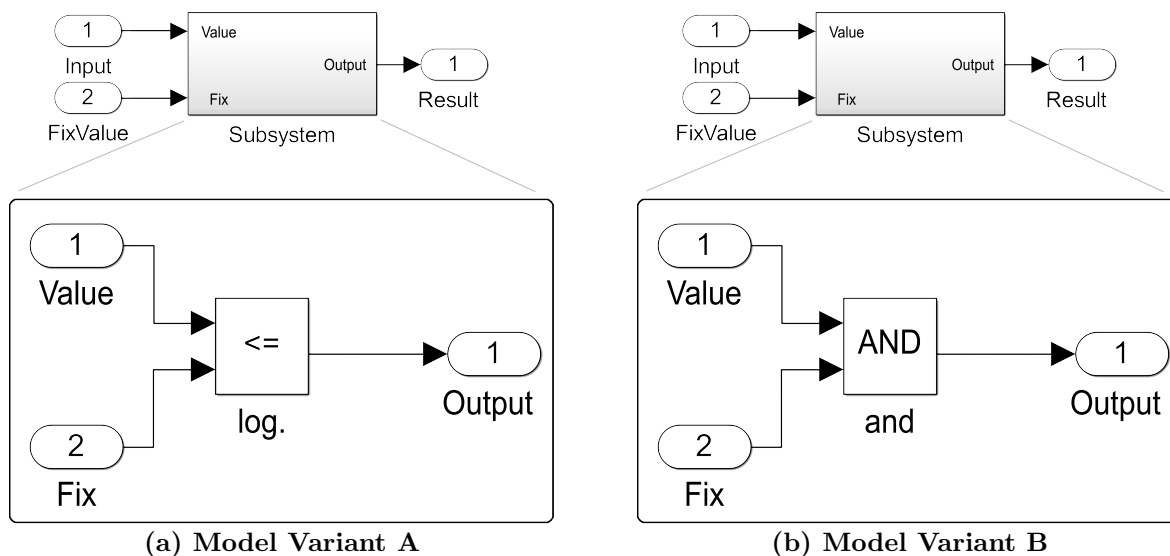 1
Value
Input
Output
1
2
Fix
Result
FixValue
Subsystem
1
Value
<=
1
log.
Output
2
Fix
(a) Model Variant A
1
Value
Input
Output
1
2
Fix
Result
FixValue
Subsystem
1
Value
AND
1
and
Output
2
Fix
(b) Model Variant B